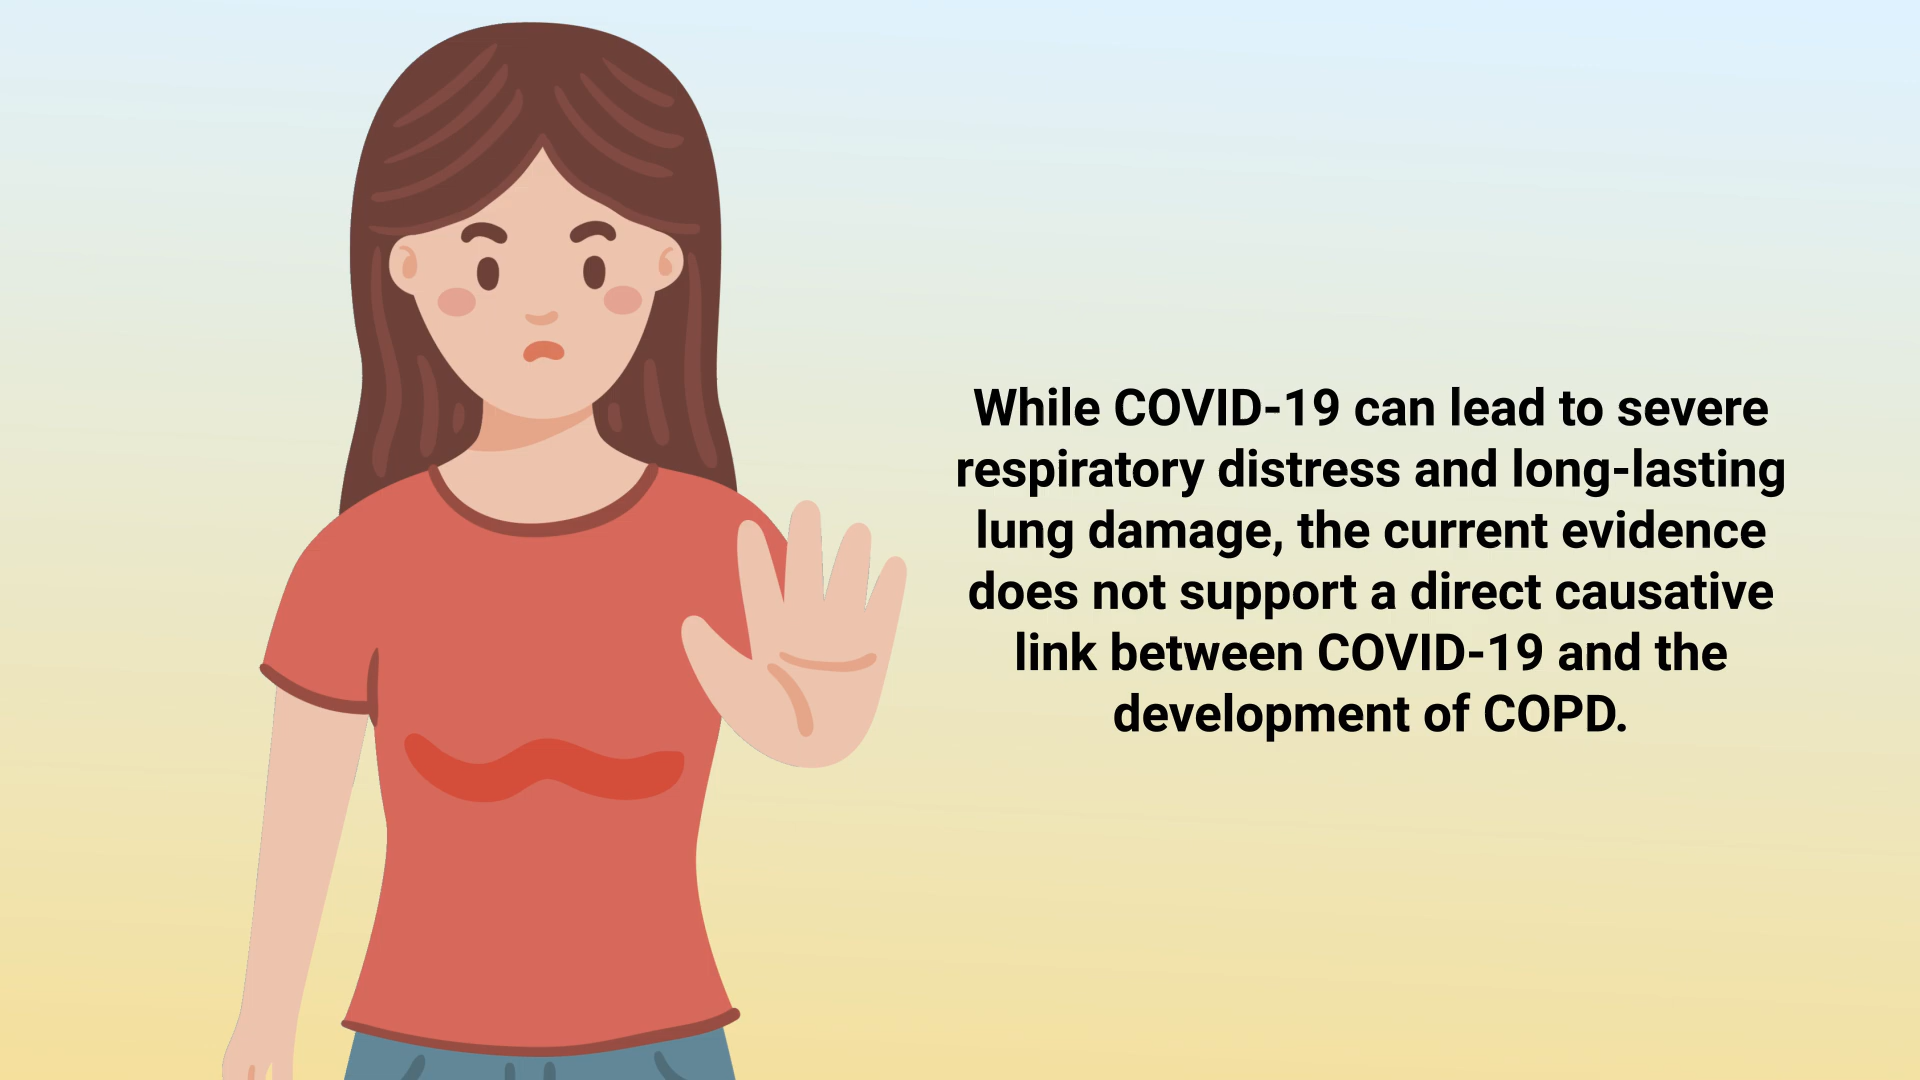 While COVID-19 can lead to severe
respiratory distress and long-lasting
lung damage, the current evidence
does not support a direct causative
link between COVID-19 and the
development of COPD.